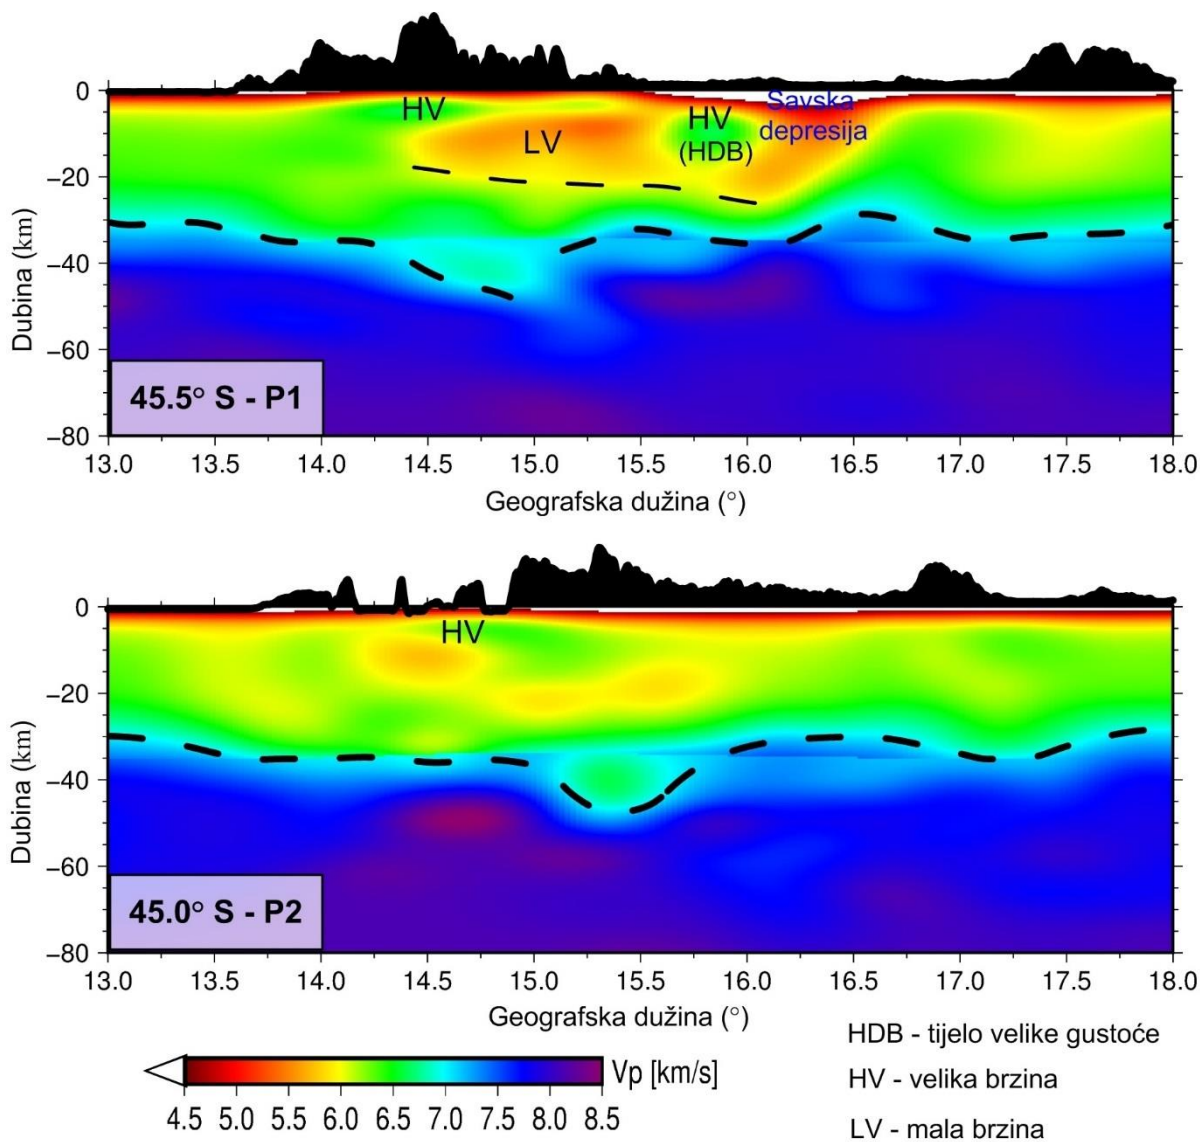 HV
HV
(HDB)
LV
Savska
depresija
0
−20
−40
−60
−80
Dubina (km)
45.5° S - P1
13.0 13.5 14.0 14.5 15.0 15.5 16.0 16.5 17.0 17.5 18.0
Geografska dužina (°)
HV
0
−20
−40
−60
−80
Dubina (km)
45.0° S - P2
13.0 13.5 14.0 14.5 15.0 15.5 16.0 16.5 17.0 17.5 18.0
Geografska dužina (°)
Vp [km/s]
4.5 5.0 5.5 6.0 6.5 7.0 7.5 8.0 8.5
HDB - tijelo velike gustoće
HV - velika brzina
LV - mala brzina